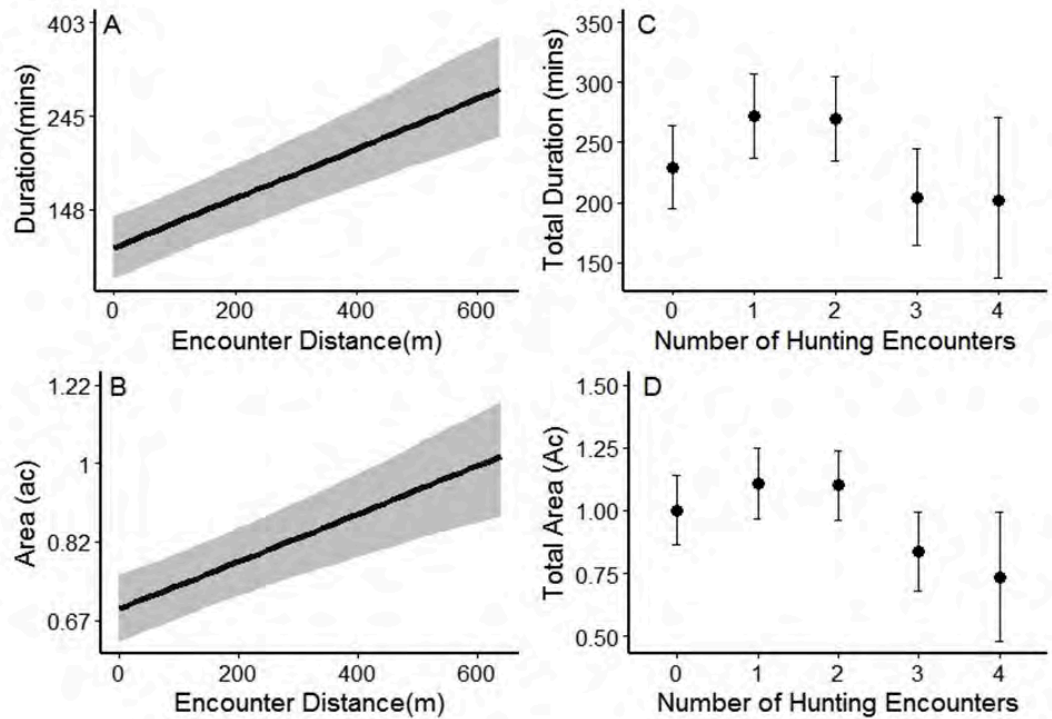 A
403
245
148
Duration(mins)
0
200
400
600
Encounter Distance(m)
C
350
300
250
200
150
Total Duration (mins)
0
1
2
3
4
Number of Hunting Encounters
B
1.22
1
0.82
0.67
Area (ac)
0
200
400
600
Encounter Distance(m)
D
1.50
1.25
1.00
0.75
0.50
Total Area (Ac)
0
1
2
3
4
Number of Hunting Encounters